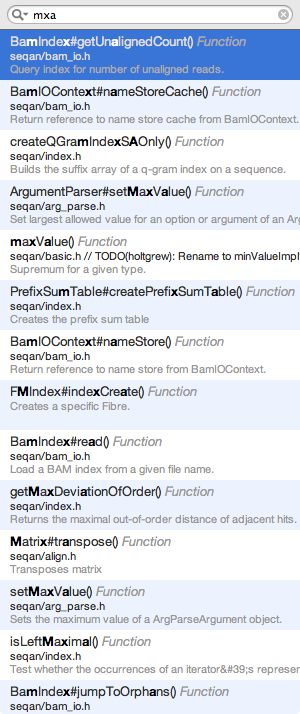 mxa
BamIndex#getUnalignedCount() Function
seqan/bam_io.h
Query index for number of unaligned reads.
BamIOContext#nameStoreCache() Function
seqan/bam_io.h
Return reference to name store cache from BamIOContext.
createQGramIndexSAOnly() Function
seqan/index.h
Builds the suffix array of a q-gram index on a sequence.
ArgumentParser#setMaxValue() Function
seqan/arg_parse.h
Set largest allowed value for an option or argument of an Arg
maxValue() Function
seqan/basic.h // TODO(holtgrew): Rename to minValueImpl
Supremum for a given type.
PrefixSumTable#createPrefixSumTable() Function
seqan/index.h
Creates the prefix sum table
BamIOContext#nameStore() Function
seqan/bam_io.h
Return reference to name store from BamIOContext.
FMIndex#indexCreate() Function
Creates a specific Fibre.
BamIndex#read() Function
seqan/bam_io.h
Load a BAM index from a given file name.
getMaxDeviationOfOrder() Function
seqan/index.h
Returns the maximal out-of-order distance of adjacent hits.
Matrix#transpose() Function
seqan/align.h
Transposes matrix
setMaxValue() Function
seqan/arg_parse.h
Sets the maximum value of a ArgParseArgument object.
isLeftMaximal() Function
seqan/index.h
Test whether the occurrences of an iterator&#39;s represen
BamIndex#jumpToOrphans() Function
seqan/bam_io.h